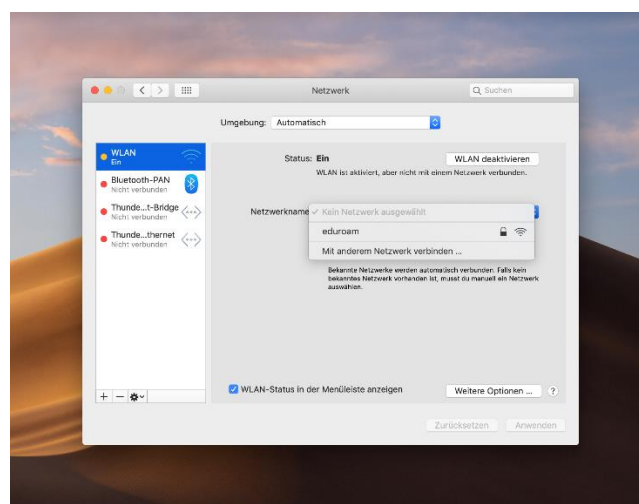 Netzwerk
Suchen
Umgebung: Automatisch
WLAN
Ein
Bluetooth-PAN
Nicht verbunden
Thunde...t-Bridge
Nicht verbunden
Thunde...thernet
Nicht verbunden
Status: Ein
WLAN deaktivieren
WLAN ist aktiviert, aber nicht mit einem Netzwerk verbunden.
Netzwerkname
✓ Kein Netzwerk ausgewählt
eduroam
Mit anderem Netzwerk verbinden ...
Bekannte Netzwerke werden automatisch verbunden. Falls kein
bekanntes Netzwerk vorhanden ist, musst du manuell ein Netzwerk
auswählen.
WLAN-Status in der Menüleiste anzeigen
Weitere Optionen ...
?
Zurücksetzen
Anwenden